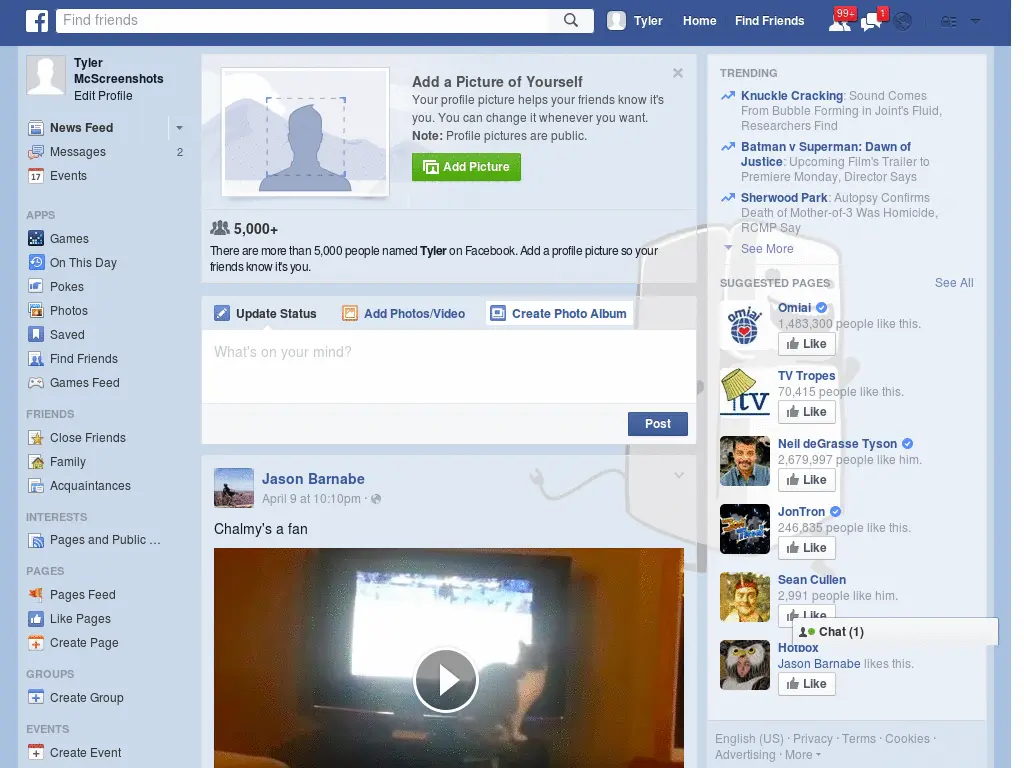 Find friends
Tyler
Home
Find Friends
99+
1
Tyler
McScreenshots
Edit Profile
News Feed
Messages 2
17 Events
APPS
Games
On This Day
Pokes
Photos
Saved
Find Friends
Games Feed
FRIENDS
Close Friends
Family
Acquaintances
INTERESTS
Pages and Public ...
PAGES
Pages Feed
Like Pages
Create Page
GROUPS
Create Group
EVENTS
Create Event
Add a Picture of Yourself
Your profile picture helps your friends know it's
you. You can change it whenever you want.
Note: Profile pictures are public.
Add Picture
5,000+
There are more than 5,000 people named Tyler on Facebook. Add a profile picture so your
friends know it's you.
Update Status
Add Photos/Video
Create Photo Album
What's on your mind?
Post
Jason Barnabe
April 9 at 10:10pm ·
Chalmy's a fan
TRENDING
Knuckle Cracking: Sound Comes
From Bubble Forming in Joint's Fluid,
Researchers Find
Batman v Superman: Dawn of
Justice: Upcoming Film's Trailer to
Premiere Monday, Director Says
Sherwood Park: Autopsy Confirms
Death of Mother-of-3 Was Homicide,
RCMP Say
See More
SUGGESTED PAGES See All
omiai
Omiai
1,483,300 people like this.
Like
tv
TV Tropes
70,415 people like this.
Like
Neil deGrasse Tyson
2,679,997 people like him.
Like
JonTron
246,835 people like this.
Like
Sean Cullen
2,991 people like him.
Like
Chat (1)
Hotbox
Jason Barnabe likes this.
Like
English (US) · Privacy · Terms · Cookies ·
Advertising · More